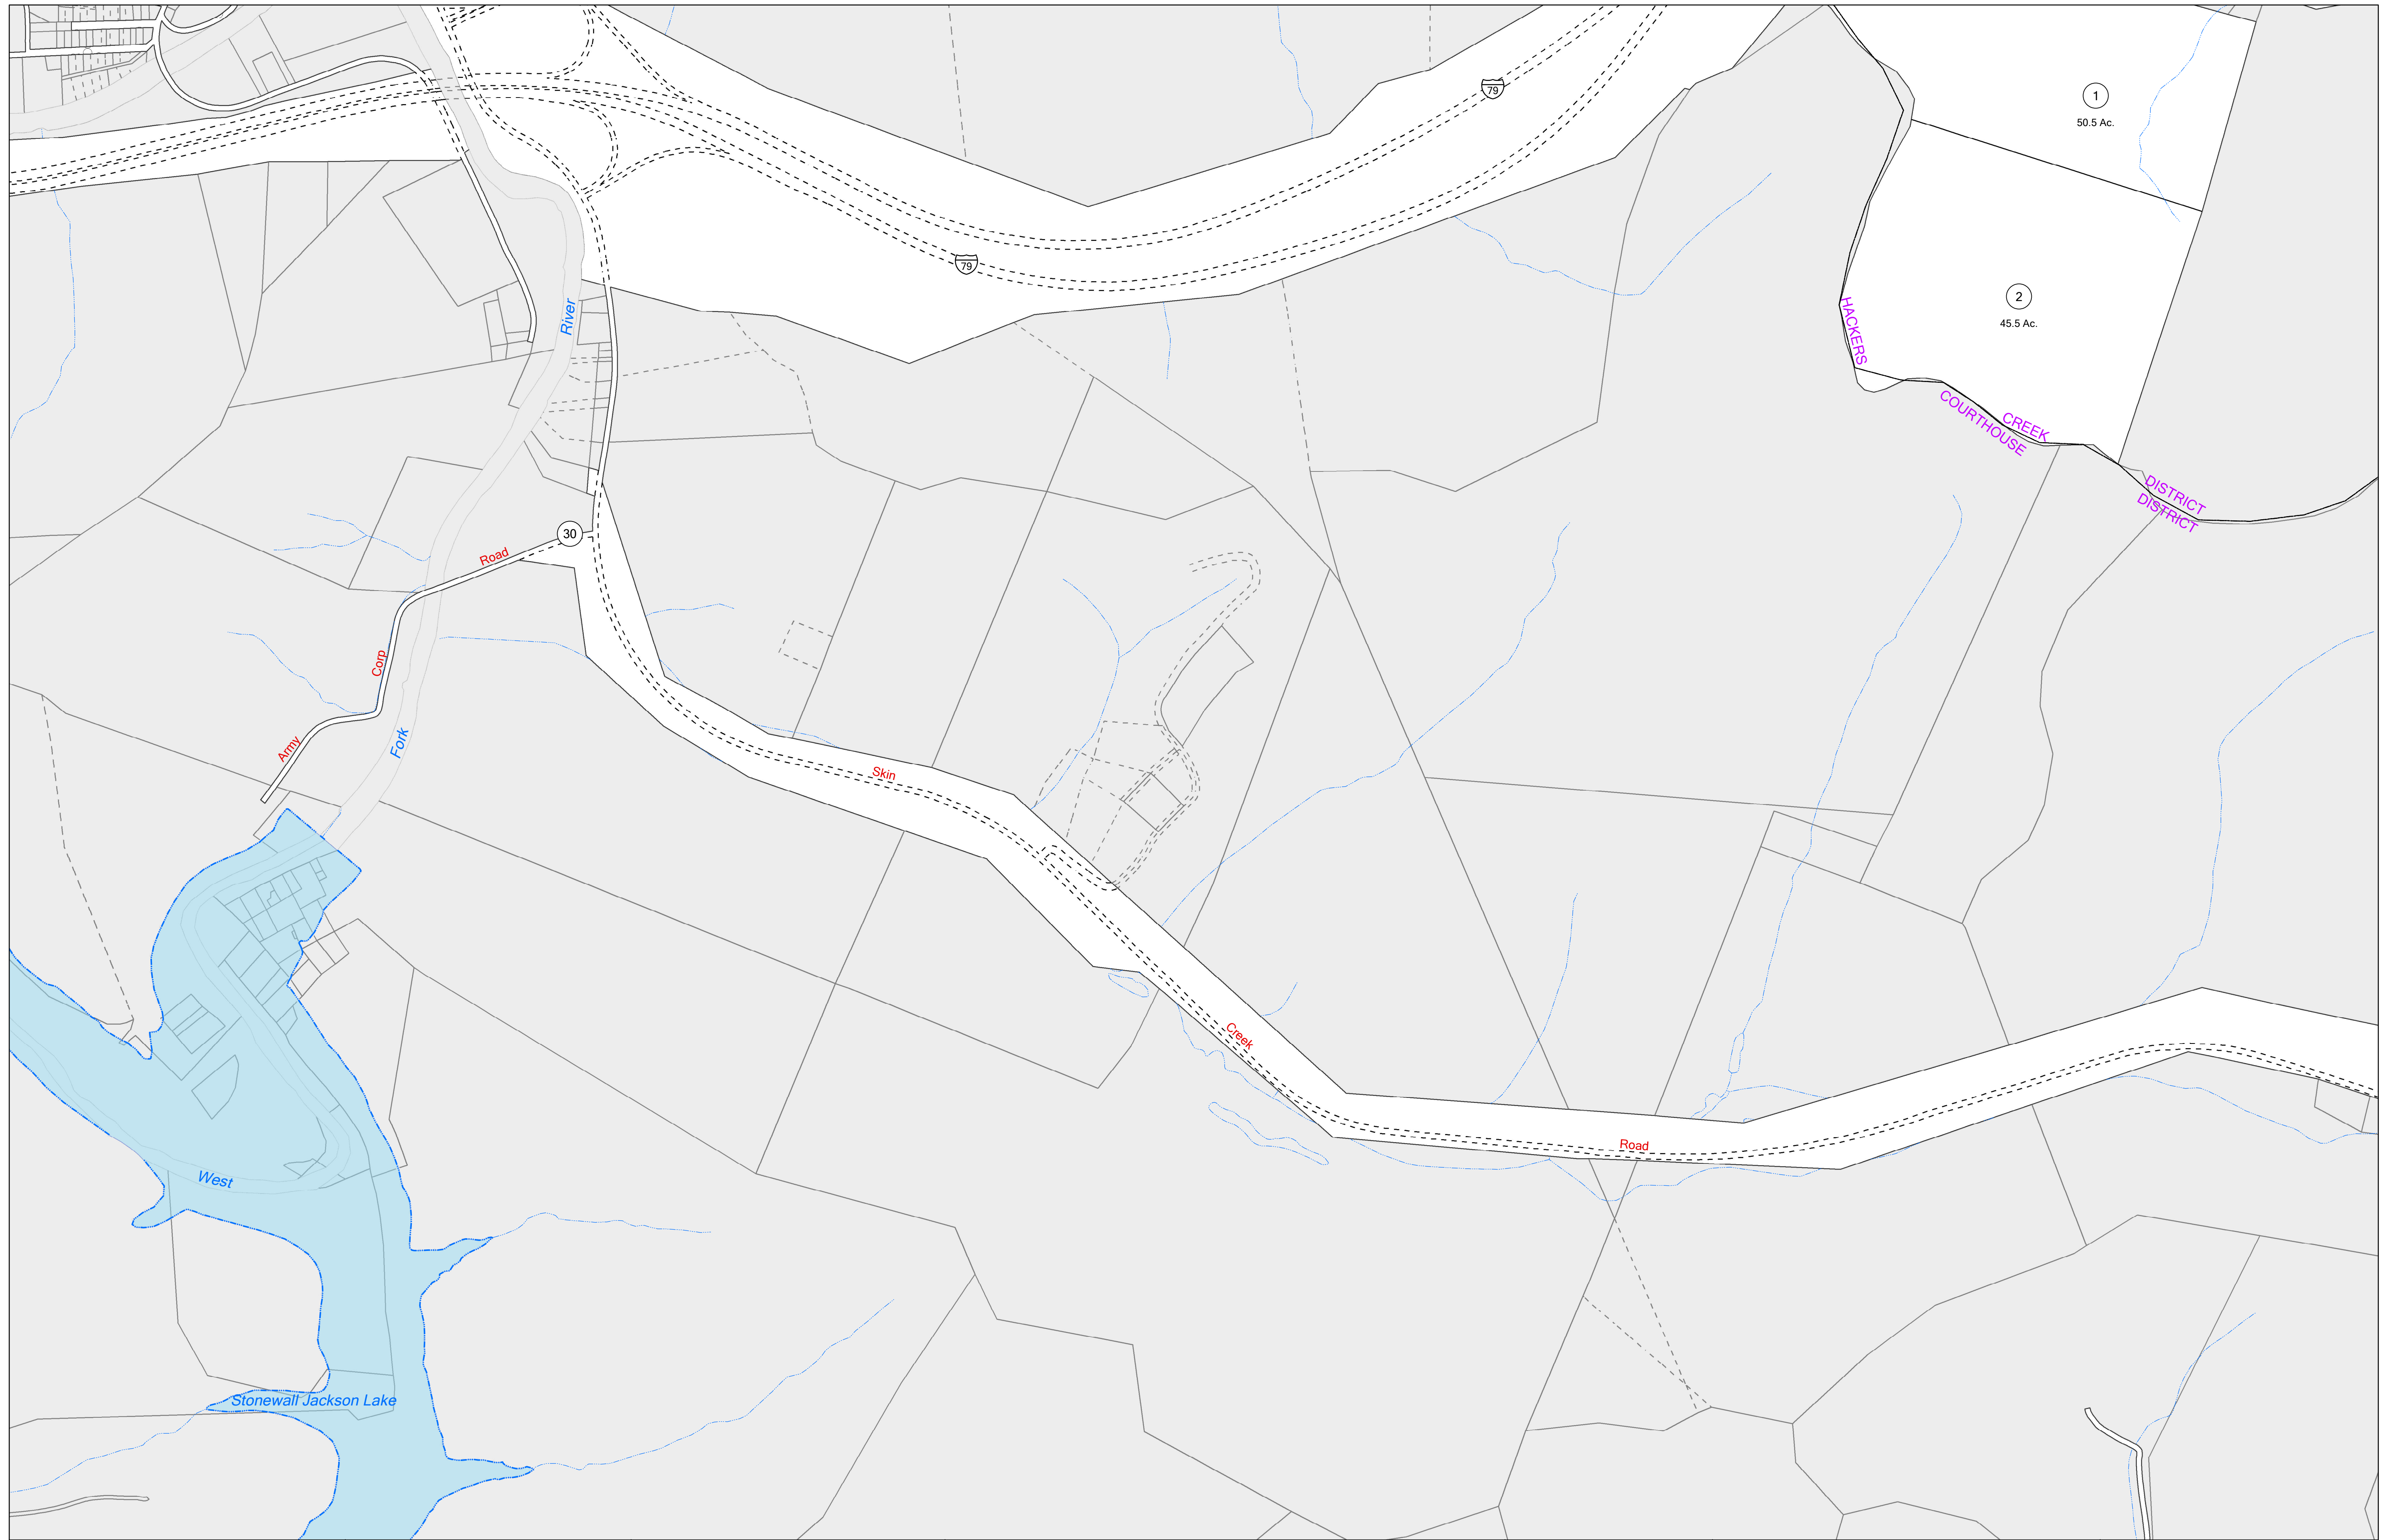 79
1
50.5 Ac.
79
2
45.5 Ac.
River
HACKERS
CREEK
DISTRICT
COURTHOUSE
DISTRICT
30
Army Corp Road
West
Fork
Skin Creek Road
Stonewall Jackson Lake